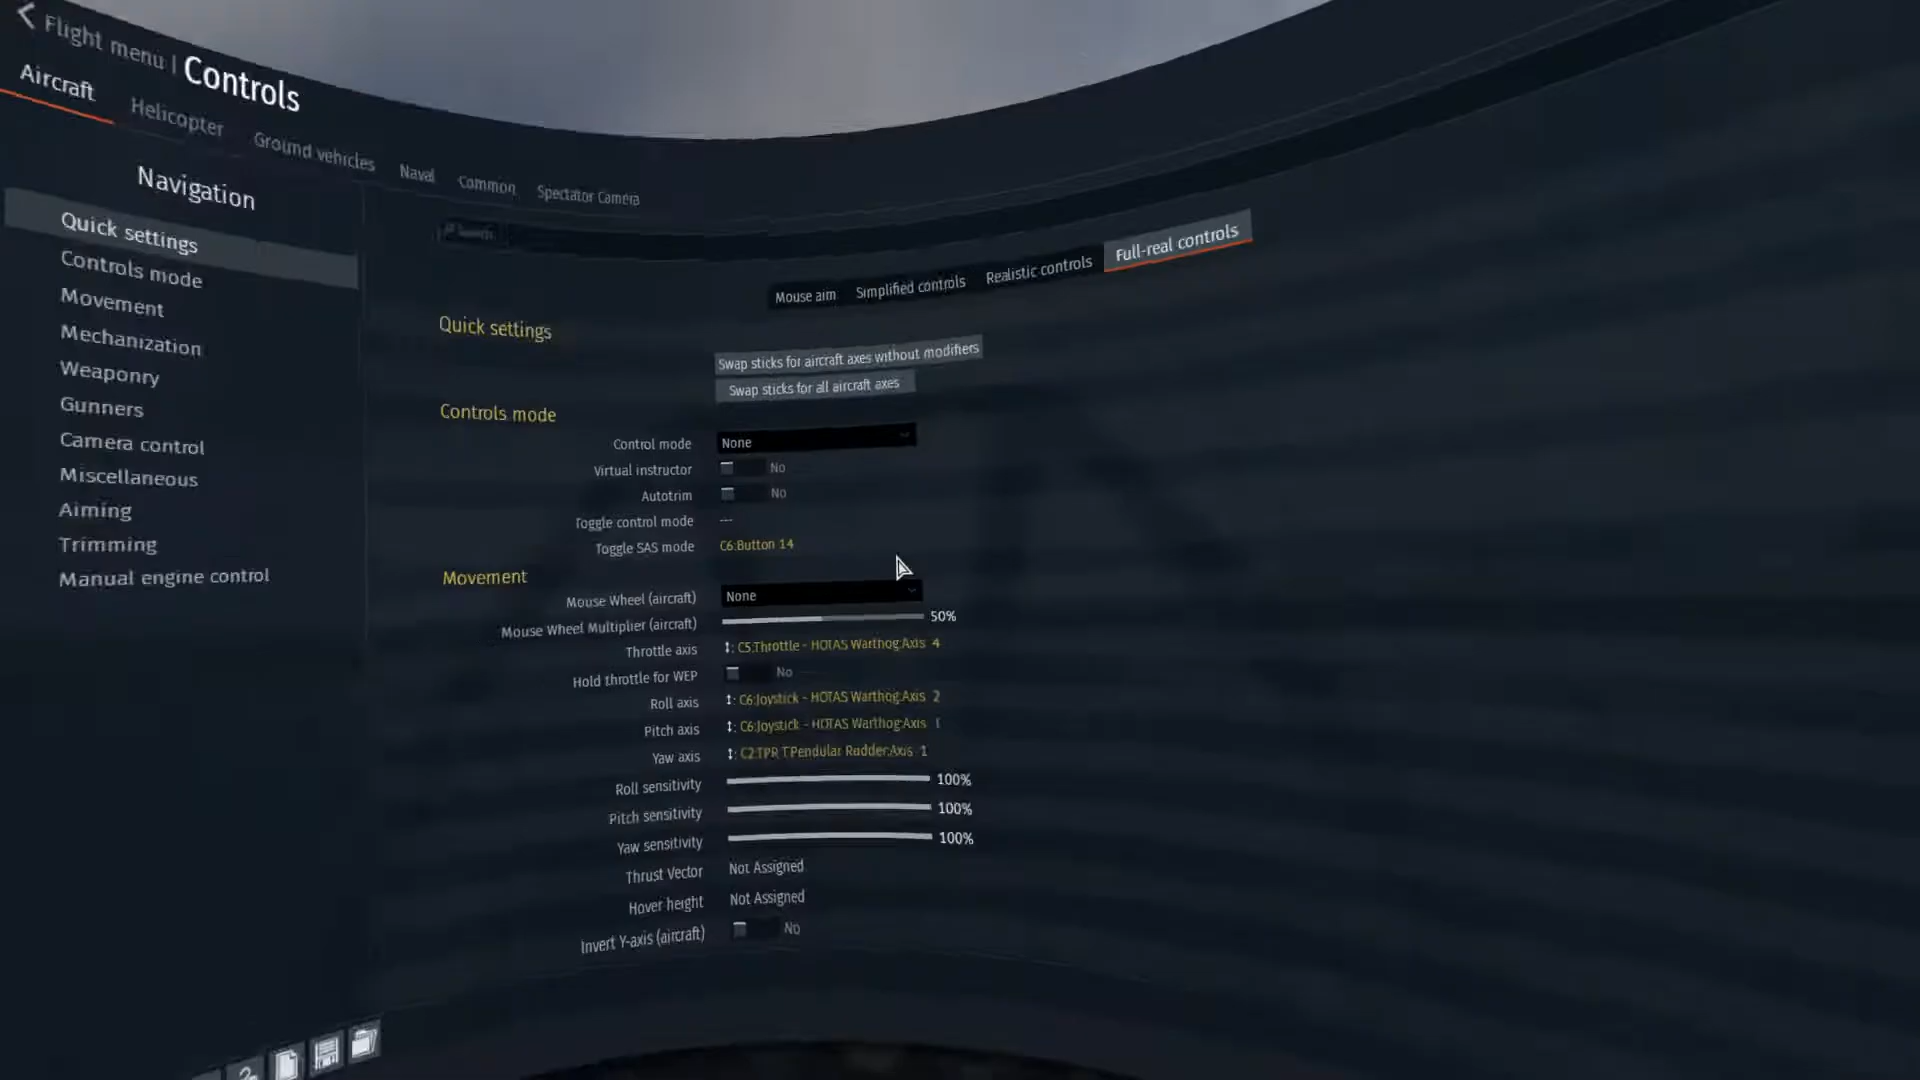 Flight menu | Controls
Aircraft Helicopter Ground vehicles Naval Common Spectator Camera
Navigation
Quick settings
Controls mode
Movement
Mechanization
Weaponry
Gunners
Camera control
Miscellaneous
Aiming
Trimming
Manual engine control
Mouse aim Simplified controls Realistic controls Full-real controls
Quick settings
Swap sticks for aircraft axes without modifiers
Swap sticks for all aircraft axes
Controls mode
Control mode None
Virtual instructor No
Autotrim No
Toggle control mode ---
Toggle SAS mode C6:Button 14
Movement
Mouse Wheel (aircraft) None
Mouse Wheel Multiplier (aircraft) 50%
Throttle axis C5:Throttle - HOTAS Warthog:Axis 4
Hold throttle for WEP No
Roll axis C6:Joystick - HOTAS Warthog:Axis 2
Pitch axis C6:Joystick - HOTAS Warthog:Axis 1
Yaw axis C2:TPR T.Pendular Rudder:Axis 1
Roll sensitivity 100%
Pitch sensitivity 100%
Yaw sensitivity 100%
Thrust Vector Not Assigned
Hover height Not Assigned
Invert Y-axis (aircraft) No